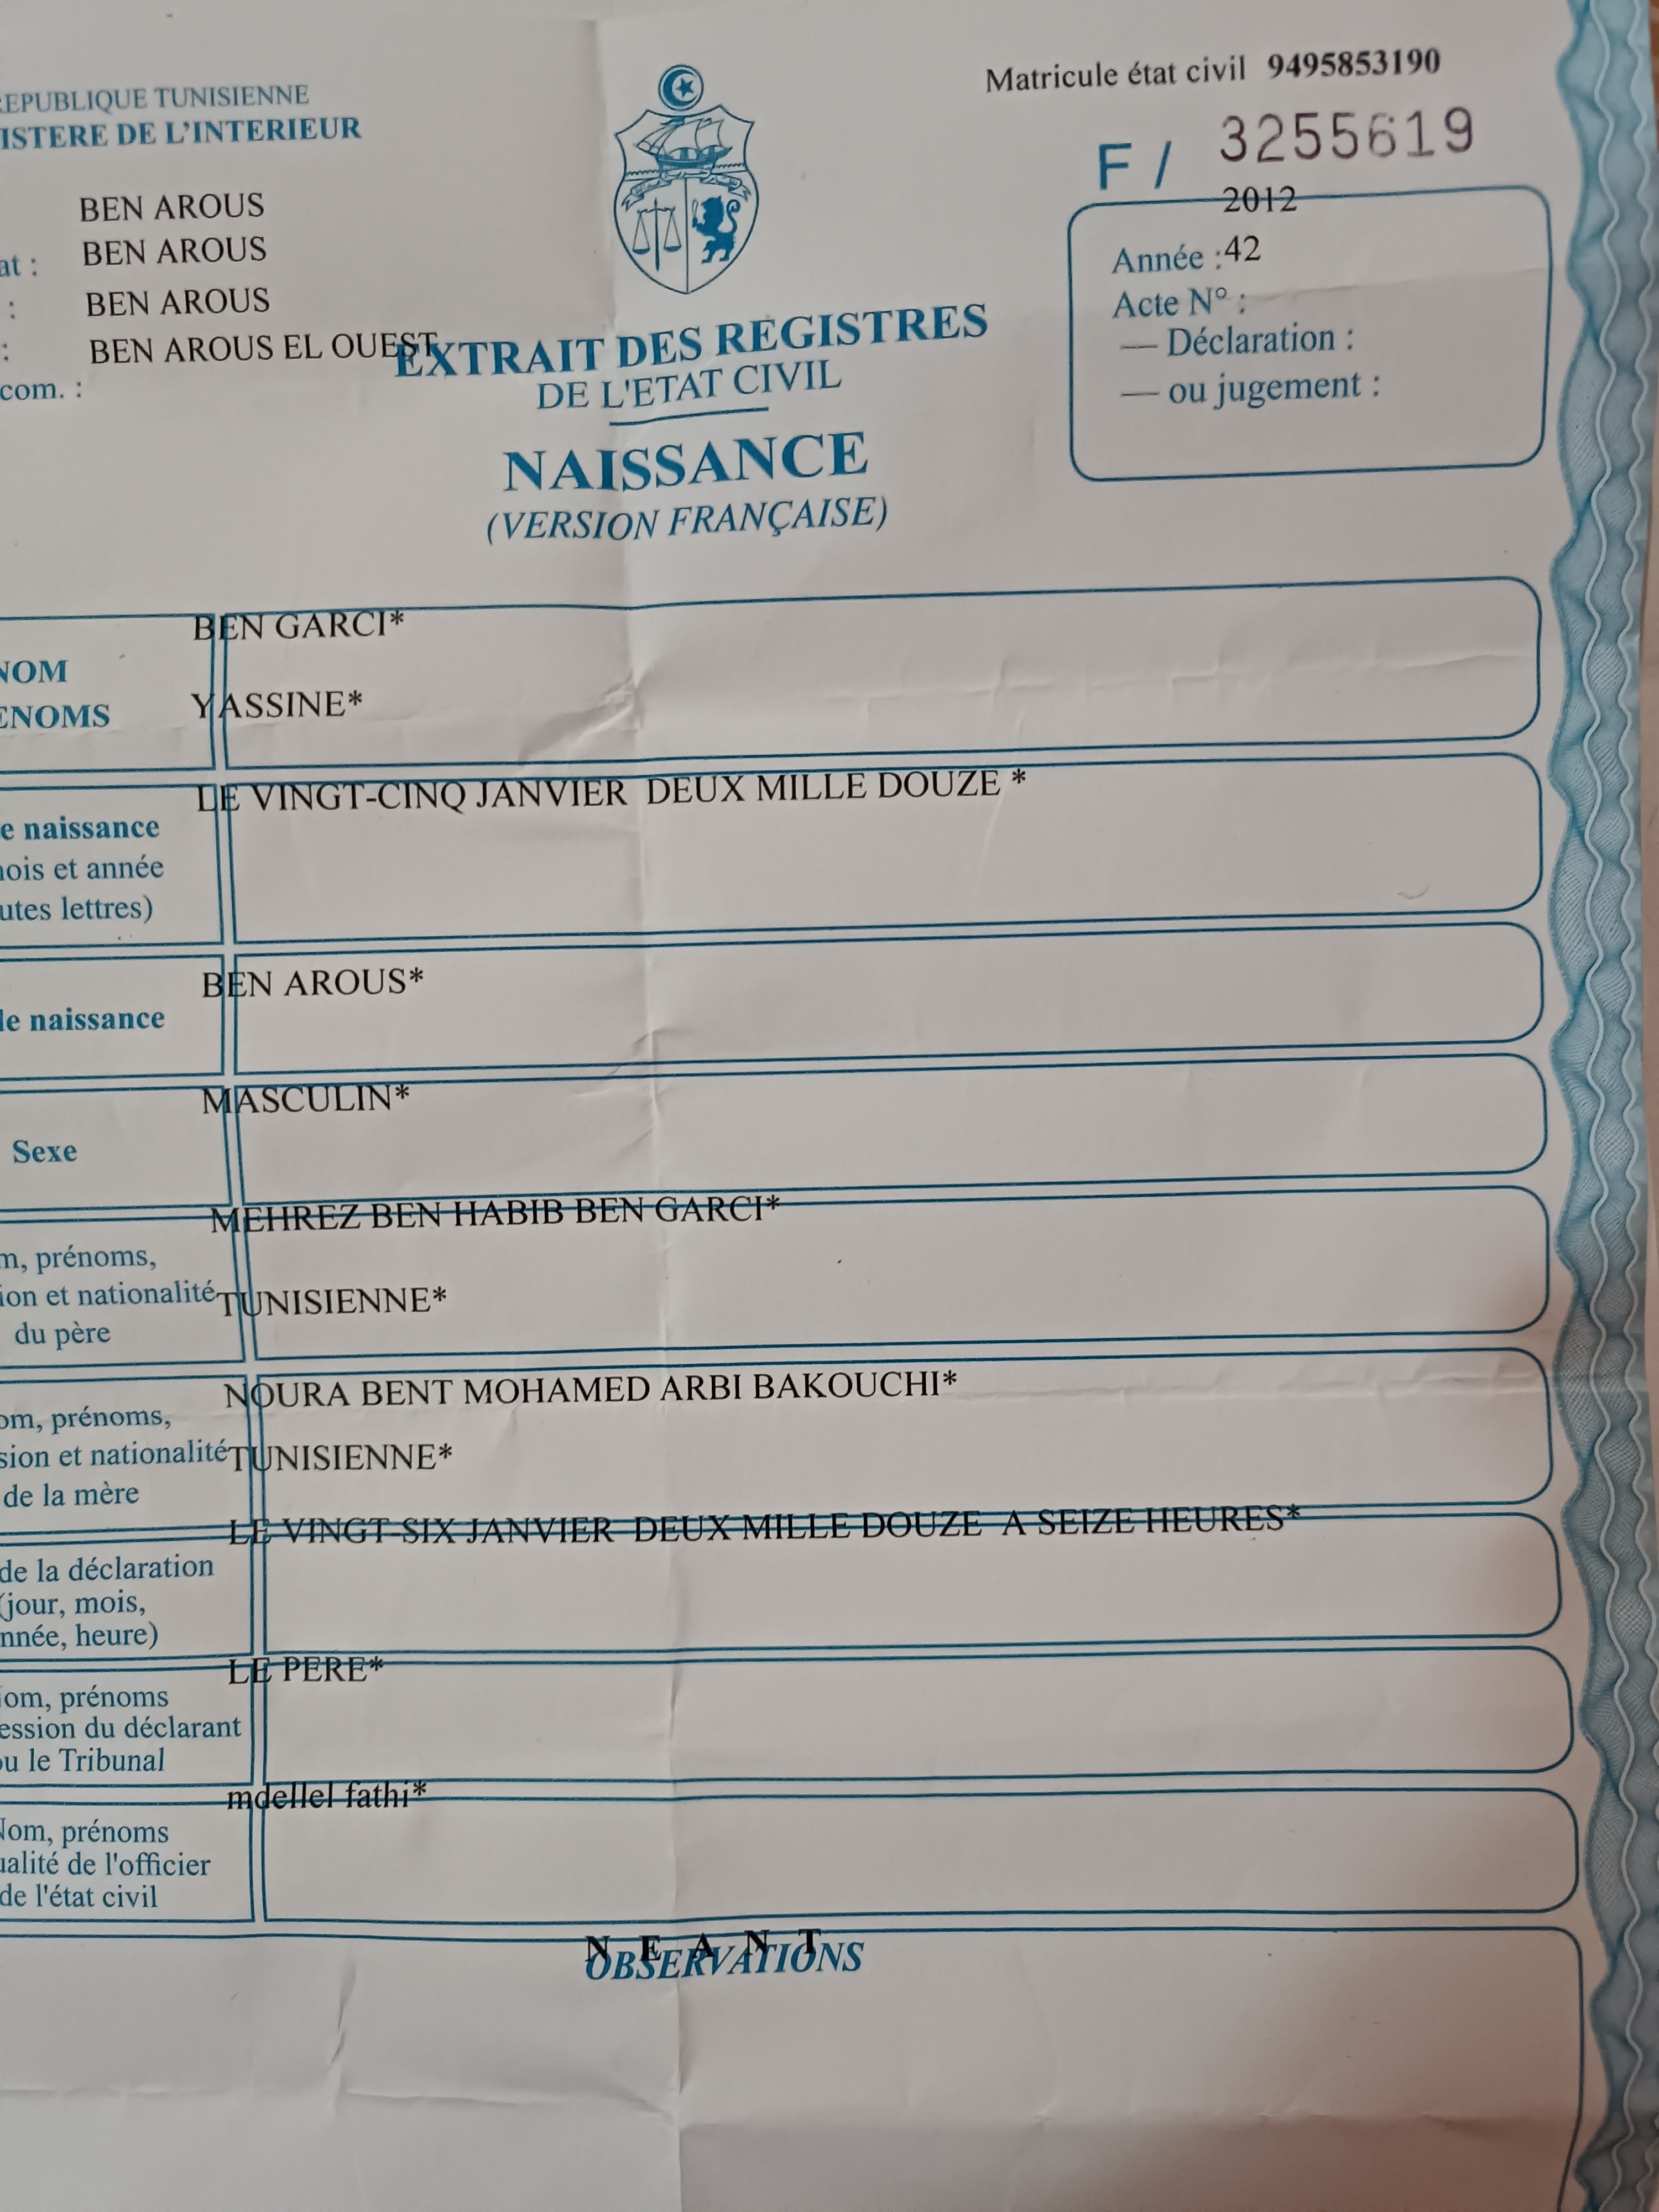 REPUBLIQUE TUNISIENNE
ISTERE DE L'INTERIEUR
Matricule état civil 9495853190
F / 3255619
BEN AROUS
at : BEN AROUS
: BEN AROUS
: BEN AROUS EL OUEST
com. :
2012
Année :42
Acte N° :
— Déclaration :
— ou jugement :
EXTRAIT DES REGISTRES
DE L'ETAT CIVIL
NAISSANCE
(VERSION FRANÇAISE)
BEN GARCI*
NOM
ENOMS YASSINE*
LE VINGT-CINQ JANVIER DEUX MILLE DOUZE *
e naissance
mois et année
utes lettres)
BEN AROUS*
de naissance
MASCULIN*
Sexe
MEHREZ BEN HABIB BEN GARCI*
m, prénoms,
ion et nationalité TUNISIENNE*
du père
NOURA BENT MOHAMED ARBI BAKOUCHI*
om, prénoms,
sion et nationalité TUNISIENNE*
de la mère
LE VINGT-SIX JANVIER DEUX MILLE DOUZE A SEIZE HEURES*
de la déclaration
(jour, mois,
nnée, heure)
LE PERE*
Nom, prénoms
ession du déclarant
ou le Tribunal
mdellel fathi*
Nom, prénoms
ualité de l'officier
de l'état civil
N E A N T
OBSERVATIONS